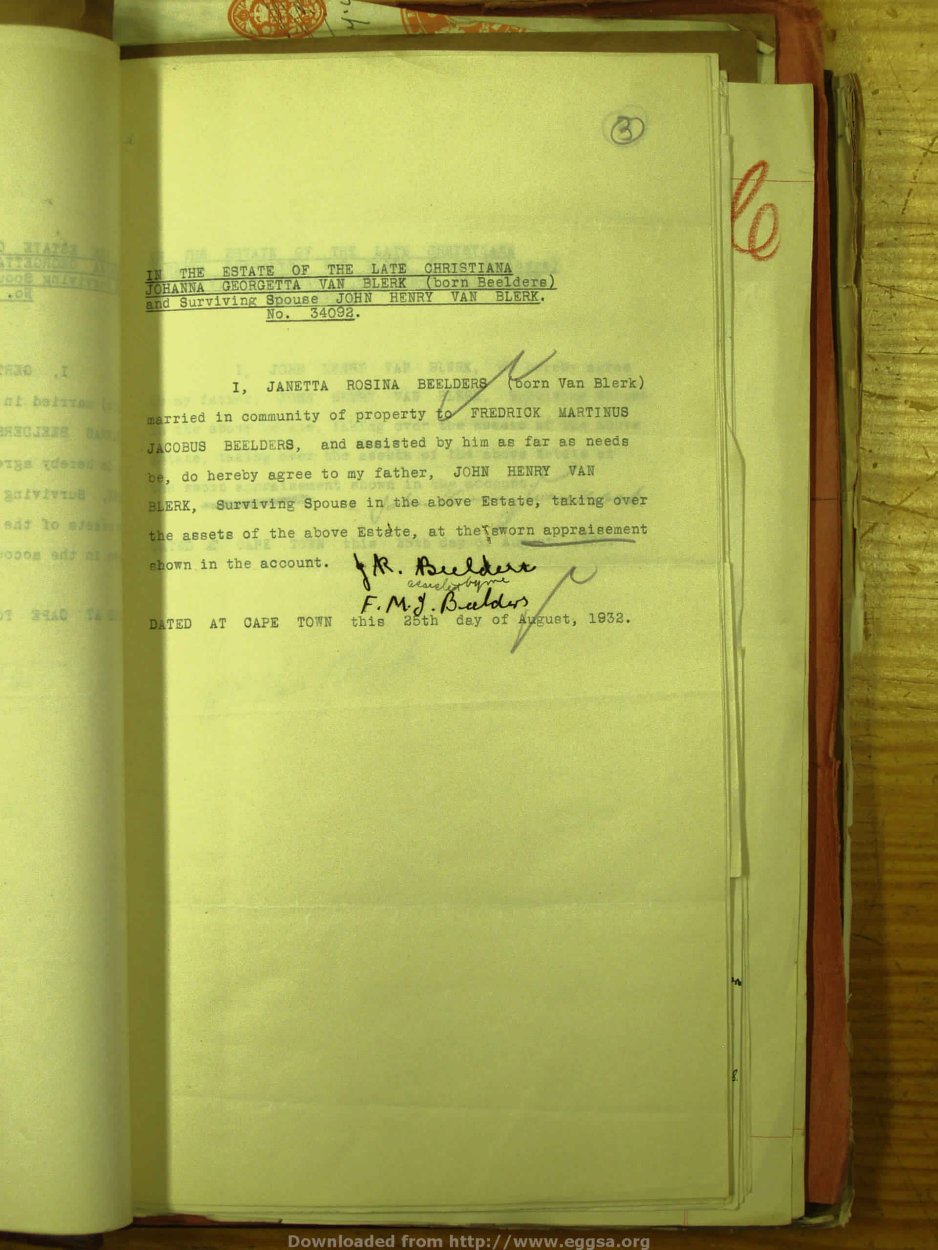 3
6
IN THE ESTATE OF THE LATE CHRISTIANA
JOHANNA GEORGETTA VAN BLERK (born Beelders)
and Surviving Spouse JOHN HENRY VAN BLERK.
No. 34092.
I, JANETTA ROSINA BEELDERS (born Van Blerk)
married in community of property to FREDRICK MARTINUS
JACOBUS BEELDERS, and assisted by him as far as needs
be, do hereby agree to my father, JOHN HENRY VAN
BLERK, Surviving Spouse in the above Estate, taking over
the assets of the above Estate, at the sworn appraisement
shown in the account.
J R. Beelders
assisted by me
F. M. J. Beelders
DATED AT CAPE TOWN this 25th day of August, 1932.
Downloaded from http://www.eggsa.org